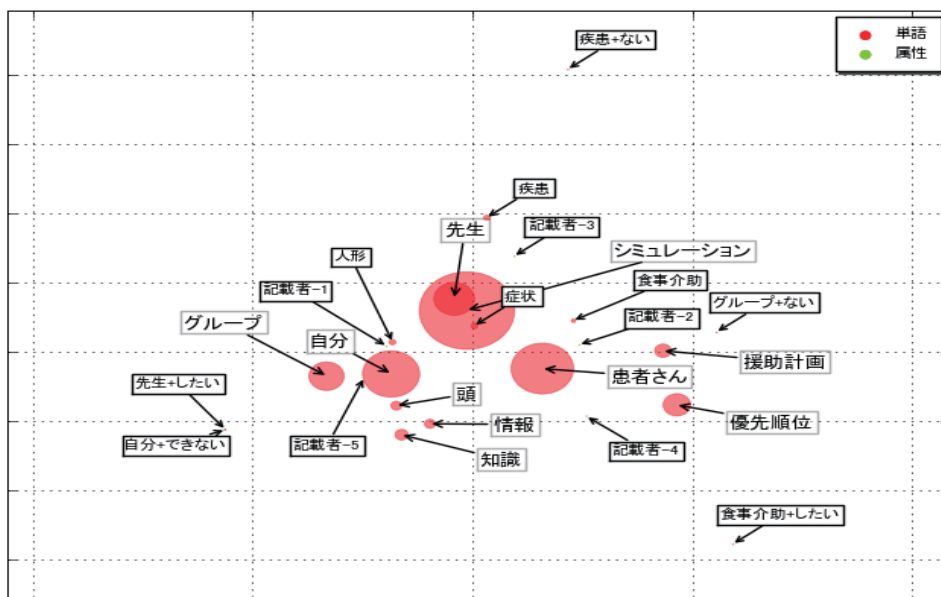 単語
属性
疾患+ない
疾患
先生
記載者-3
シミュレーション
人形
症状
食事介助
記載者-1
グループ+ない
グループ
自分
記載者-2
援助計画
患者さん
先生+したい
頭
優先順位
自分+できない
記載者-5
情報
記載者-4
知識
食事介助+したい